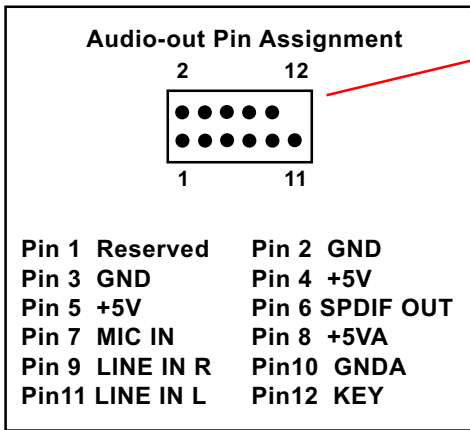 Audio-out Pin Assignment
2 12
1 11
Pin 1 Reserved Pin 2 GND
Pin 3 GND Pin 4 +5V
Pin 5 +5V Pin 6 SPDIF OUT
Pin 7 MIC IN Pin 8 +5VA
Pin 9 LINE IN R Pin10 GNDA
Pin11 LINE IN L Pin12 KEY